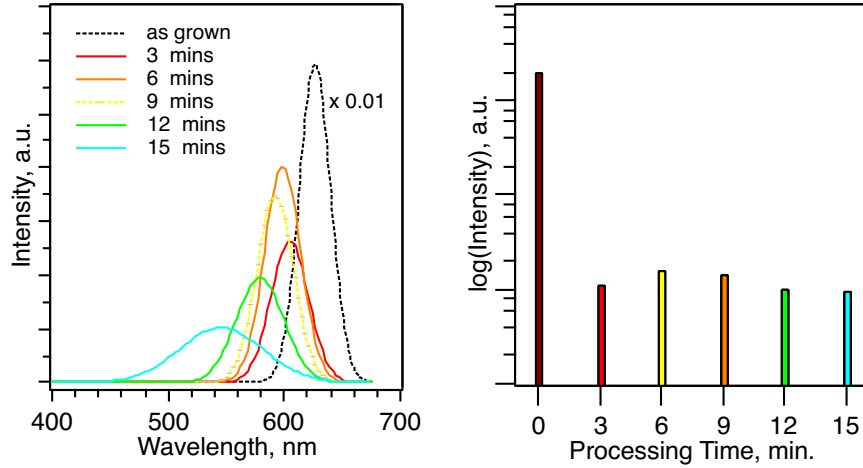 as grown
3 mins
6 mins
9 mins
12 mins
15 mins
x 0.01
Intensity, a.u.
400 500 600 700
Wavelength, nm
log(Intensity), a.u.
0 3 6 9 12 15
Processing Time, min.